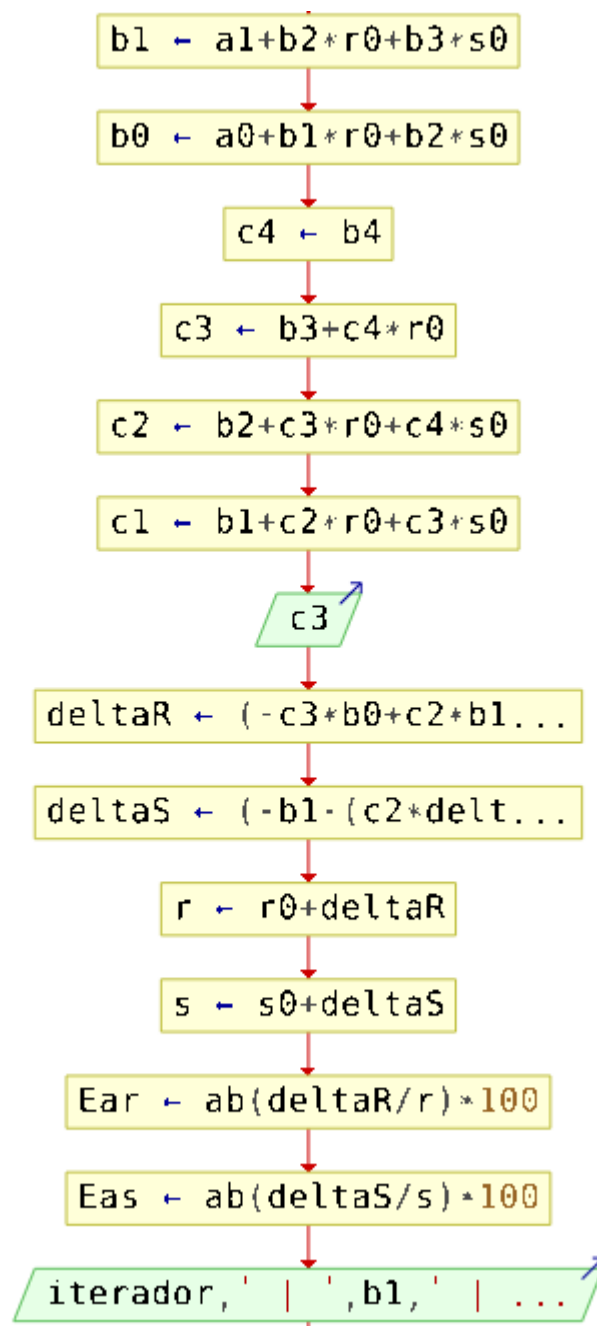 b1 ← a1+b2*r0+b3*s0
b0 ← a0+b1*r0+b2*s0
c4 ← b4
c3 ← b3+c4*r0
c2 ← b2+c3*r0+c4*s0
c1 ← b1+c2*r0+c3*s0
c3
deltaR ← (-c3*b0+c2*b1...
deltaS ← (-b1-(c2*delt...
r ← r0+deltaR
s ← s0+deltaS
Ear ← ab(deltaR/r)*100
Eas ← ab(deltaS/s)*100
iterador,' | ',b1,' | ...